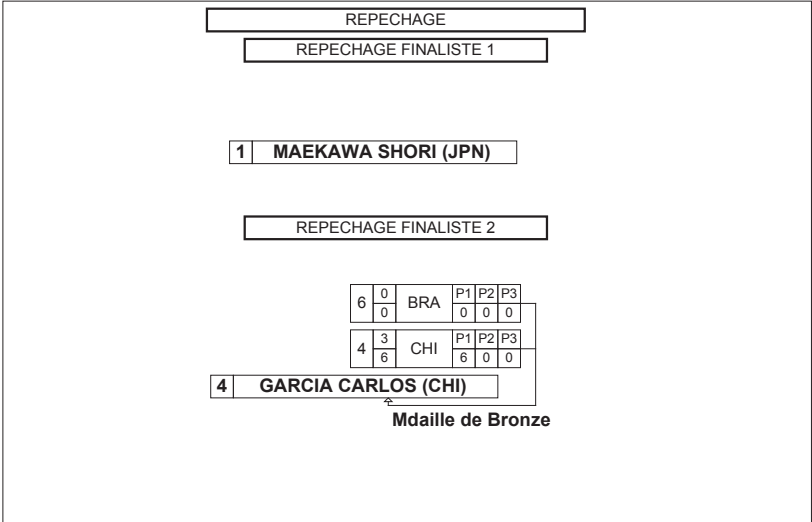 REPECHAGE
REPECHAGE FINALISTE 1
1 MAEKAWA SHORI (JPN)
REPECHAGE FINALISTE 2
6 0 BRA P1 P2 P3
0 0 0 0
4 3 CHI P1 P2 P3
6 6 0 0
4 GARCIA CARLOS (CHI)
Mdaille de Bronze